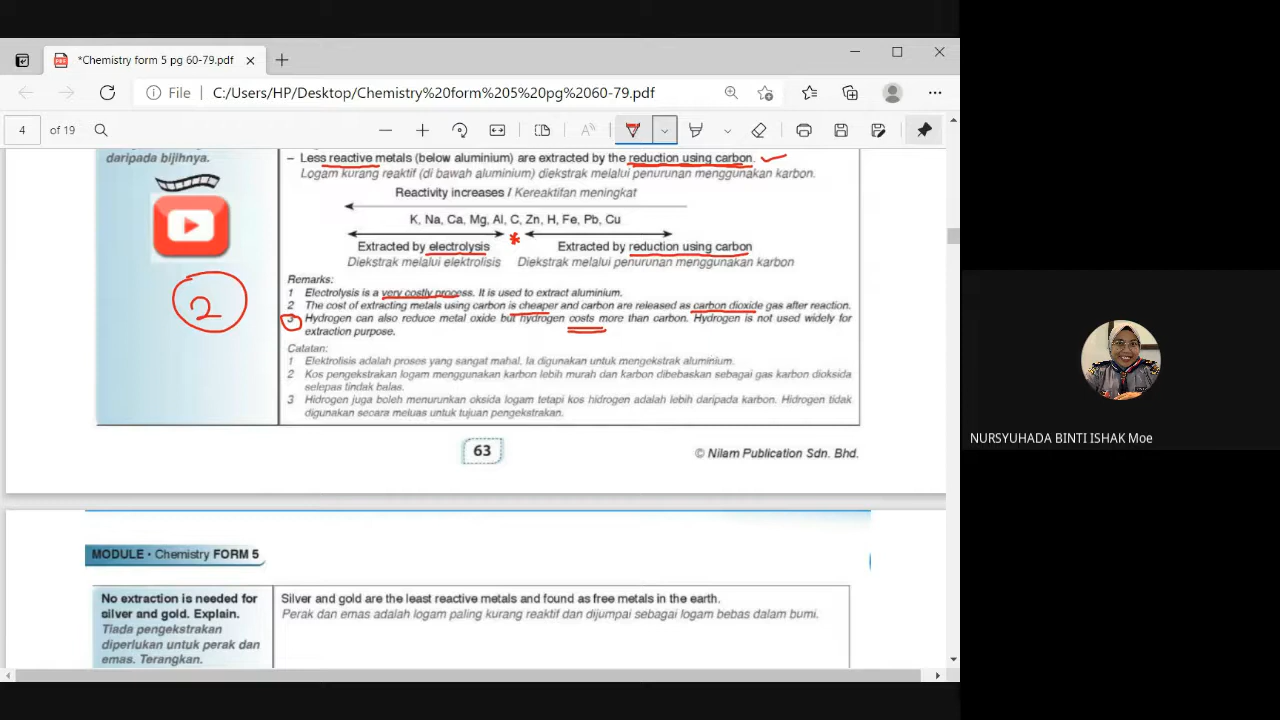 *Chemistry form 5 pg 60-79.pdf
File C:/Users/HP/Desktop/Chemistry%20form%205%20pg%2060-79.pdf
4 of 19
daripada bijihnya.
– Less reactive metals (below aluminium) are extracted by the reduction using carbon.
Logam kurang reaktif (di bawah aluminium) diekstrak melalui penurunan menggunakan karbon.
Reactivity increases / Kereaktifan meningkat
K, Na, Ca, Mg, Al, C, Zn, H, Fe, Pb, Cu
*
Extracted by electrolysis Extracted by reduction using carbon
Diekstrak melalui elektrolisis Diekstrak melalui penurunan menggunakan karbon
2
Remarks:
1 Electrolysis is a very costly process. It is used to extract aluminium.
2 The cost of extracting metals using carbon is cheaper and carbon are released as carbon dioxide gas after reaction.
3 Hydrogen can also reduce metal oxide but hydrogen costs more than carbon. Hydrogen is not used widely for
extraction purpose.
Catatan:
1 Elektrolisis adalah proses yang sangat mahal. Ia digunakan untuk mengekstrak aluminium.
2 Kos pengekstrakan logam menggunakan karbon lebih murah dan karbon dibebaskan sebagai gas karbon dioksida
selepas tindak balas.
3 Hidrogen juga boleh menurunkan oksida logam tetapi kos hidrogen adalah lebih daripada karbon. Hidrogen tidak
digunakan secara meluas untuk tujuan pengekstrakan.
63
© Nilam Publication Sdn. Bhd.
MODULE • Chemistry FORM 5
No extraction is needed for
silver and gold. Explain.
Tiada pengekstrakan
diperlukan untuk perak dan
emas. Terangkan.
Silver and gold are the least reactive metals and found as free metals in the earth.
Perak dan emas adalah logam paling kurang reaktif dan dijumpai sebagai logam bebas dalam bumi.
NURSYUHADA BINTI ISHAK Moe